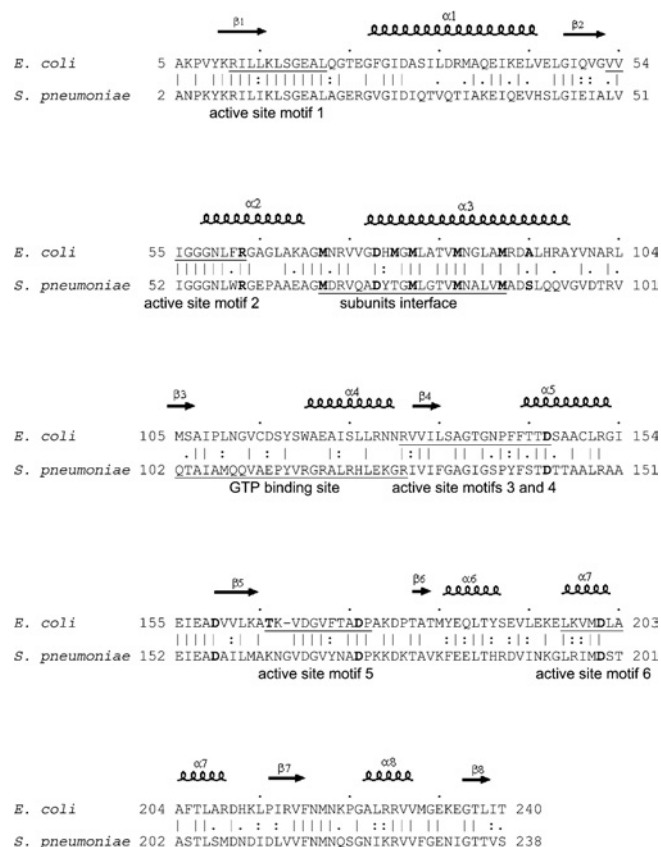 β1 α1 β2
E. coli 5 AKPVYKRILLKLSGEALQGTEGFGIDASILDRMAQEIKELVELGIQVGVV 54
S. pneumoniae 2 ANPKYKRILIKLSGEALAGERGVGIDIQTVQTIAKEIQEVHSLGIEIALV 51
active site motif 1
α2 α3
E. coli 55 IGGGNLFRGAGLAKAGMNRVVGDHMGMLATVMNGLAMRDALHRAYVNARL 104
S. pneumoniae 52 IGGGNLWRGEPAAEAGMDRVQADYTGMLGTVMNALVMADSLQQVGVDTRV 101
active site motif 2 subunits interface
β3 α4 β4 α5
E. coli 105 MSAIPLNGVCDSYSWAEAISLLRNNRVVILSAGTGNPFFTTDSAACLRGI 154
S. pneumoniae 102 QTAIAMQQVAEPYVRGRALRHLEKGRIVIFGAGIGSPYFSTDTTAALRAA 151
GTP binding site active site motifs 3 and 4
β5 β6 α6 α7
E. coli 155 EIEADVVLKATK-VDGVFTADPAKDPTATMYEQLTYSEVLEKELKVMDLA 203
S. pneumoniae 152 EIEADAILMAKNGVDGVYNADPKKDKTAVKFEELTHRDVINKGLRIMDST 201
active site motif 5 active site motif 6
α7 β7 α8 β8
E. coli 204 AFTLARDHKLPIRVFNMNKPGALRRVVMGEKEGTLIT 240
S. pneumoniae 202 ASTLSMDNDIDLVVFNMNQSGNIKRVVFGENIGTTVS 238